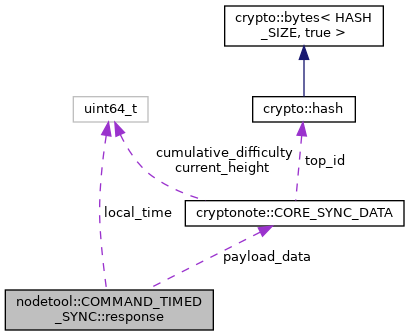 crypto::bytes< HASH
_SIZE, true >
uint64_t
crypto::hash
cumulative_difficulty
current_height
top_id
local_time
cryptonote::CORE_SYNC_DATA
payload_data
nodetool::COMMAND_TIMED
_SYNC::response